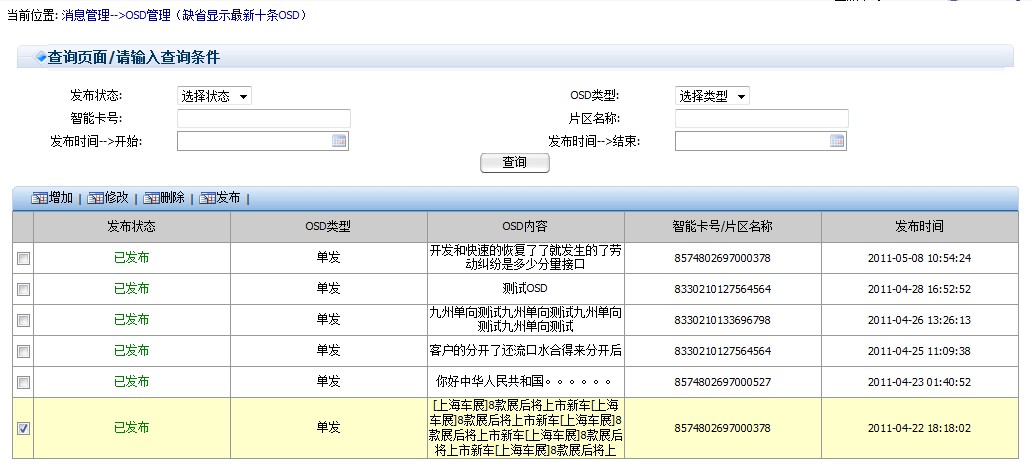 当前位置: 消息管理-->OSD管理（缺省显示最新十条OSD）
查询页面/请输入查询条件
发布状态: 选择状态 OSD类型: 选择类型
智能卡号: 片区名称:
发布时间-->开始: 发布时间-->结束:
查询
增加 | 修改 | 删除 | 发布 |
发布状态 OSD类型 OSD内容 智能卡号/片区名称 发布时间
已发布 单发 开发和快速的恢复了了就发生的了劳 8574802697000378 2011-05-08 10:54:24
动纠纷是多少分量接口
已发布 单发 测试OSD 8330210127564564 2011-04-28 16:52:52
已发布 单发 九州单向测试九州单向测试九州单向 8330210133696798 2011-04-26 13:26:13
测试九州单向测试
已发布 单发 客户的分开了还流口水合得来分开后 8330210127564564 2011-04-25 11:09:38
已发布 单发 你好中华人民共和国。。。。。。 8574802697000527 2011-04-23 01:40:52
[上海车展]8款展后将上市新车[上海
车展]8款展后将上市新车[上海车展]8
已发布 单发 款展后将上市新车[上海车展]8款展后 8574802697000378 2011-04-22 18:18:02
将上市新车[上海车展]8款展后将上